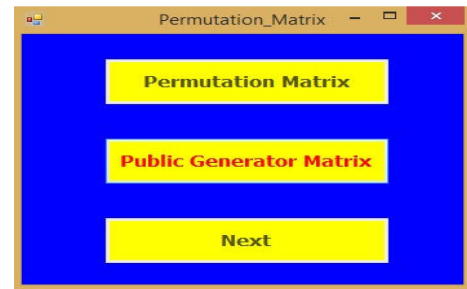 Permutation_Matrix
Permutation Matrix
Public Generator Matrix
Next